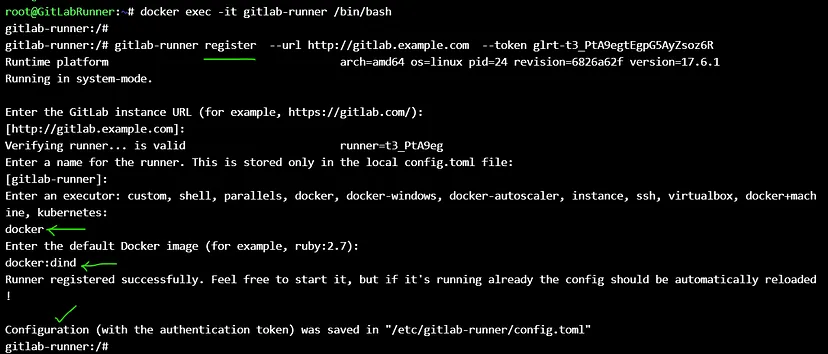 root@GitLabRunner:~# docker exec -it gitlab-runner /bin/bash
gitlab-runner:/#
gitlab-runner:/# gitlab-runner register  --url http://gitlab.example.com  --token glrt-t3_PtA9egtEgpG5AyZsoz6R
Runtime platform                                    arch=amd64 os=linux pid=24 revision=6826a62f version=17.6.1
Running in system-mode.

Enter the GitLab instance URL (for example, https://gitlab.com/):
[http://gitlab.example.com]:
Verifying runner... is valid                        runner=t3_PtA9eg
Enter a name for the runner. This is stored only in the local config.toml file:
[gitlab-runner]:
Enter an executor: custom, shell, parallels, docker, docker-windows, docker-autoscaler, instance, ssh, virtualbox, docker+mach
ine, kubernetes:
docker
Enter the default Docker image (for example, ruby:2.7):
docker:dind
Runner registered successfully. Feel free to start it, but if it's running already the config should be automatically reloaded
!

Configuration (with the authentication token) was saved in "/etc/gitlab-runner/config.toml"
gitlab-runner:/#